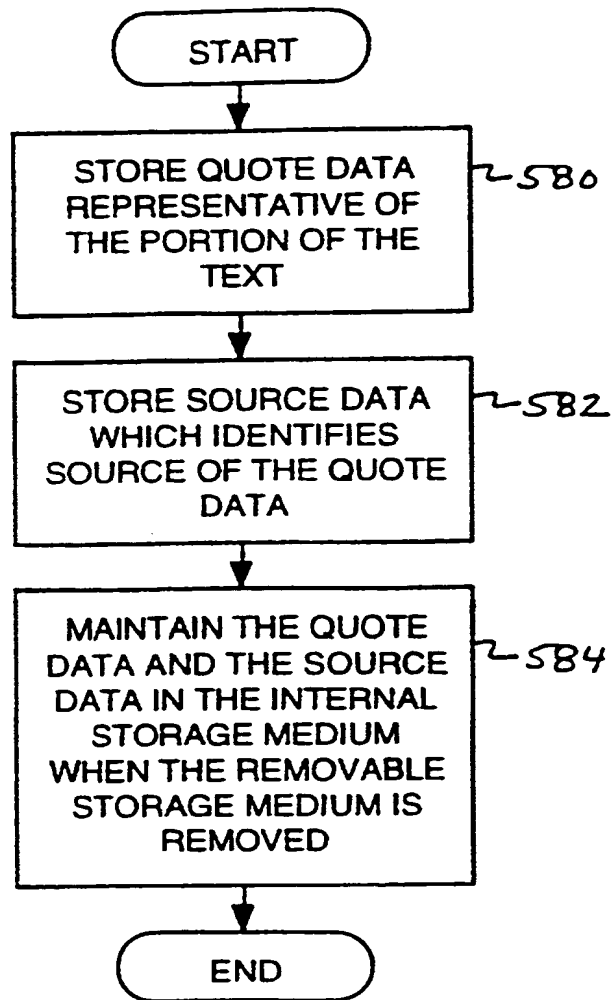 START
STORE QUOTE DATA
REPRESENTATIVE OF
THE PORTION OF THE
TEXT
580
STORE SOURCE DATA
WHICH IDENTIFIES
SOURCE OF THE QUOTE
DATA
582
MAINTAIN THE QUOTE
DATA AND THE SOURCE
DATA IN THE INTERNAL
STORAGE MEDIUM
WHEN THE REMOVABLE
STORAGE MEDIUM IS
REMOVED
584
END